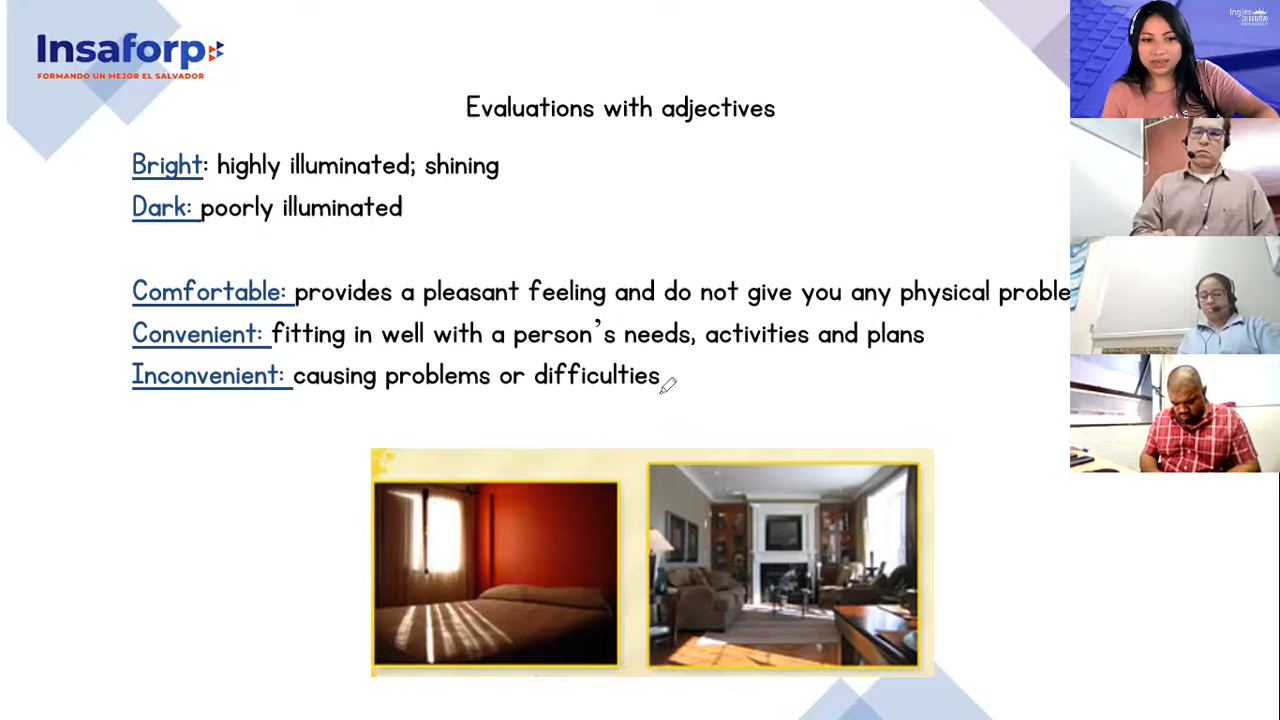 Insaforp
FORMANDO UN MEJOR EL SALVADOR
Evaluations with adjectives
Bright: highly illuminated; shining
Dark: poorly illuminated
Comfortable: provides a pleasant feeling and do not give you any physical proble
Convenient: fitting in well with a person's needs, activities and plans
Inconvenient: causing problems or difficulties
Inglés